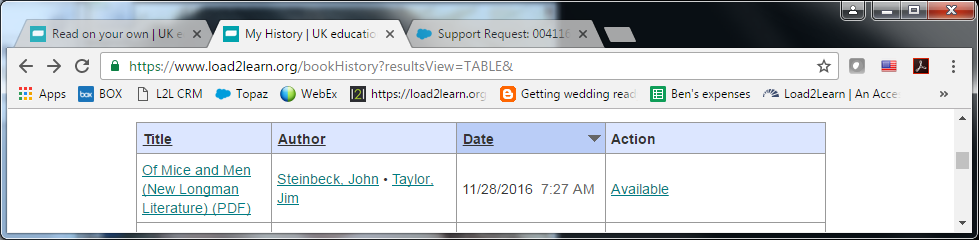 Read on your own | UK e
My History | UK educatio
Support Request: 004116
https://www.load2learn.org/bookHistory?resultsView=TABLE&
Apps BOX L2L CRM Topaz WebEx https://load2learn.org Getting wedding read Ben's expenses Load2Learn | An Acce »
Title Author Date Action
Of Mice and Men
(New Longman
Literature) (PDF)
Steinbeck, John • Taylor,
Jim
11/28/2016 7:27 AM
Available